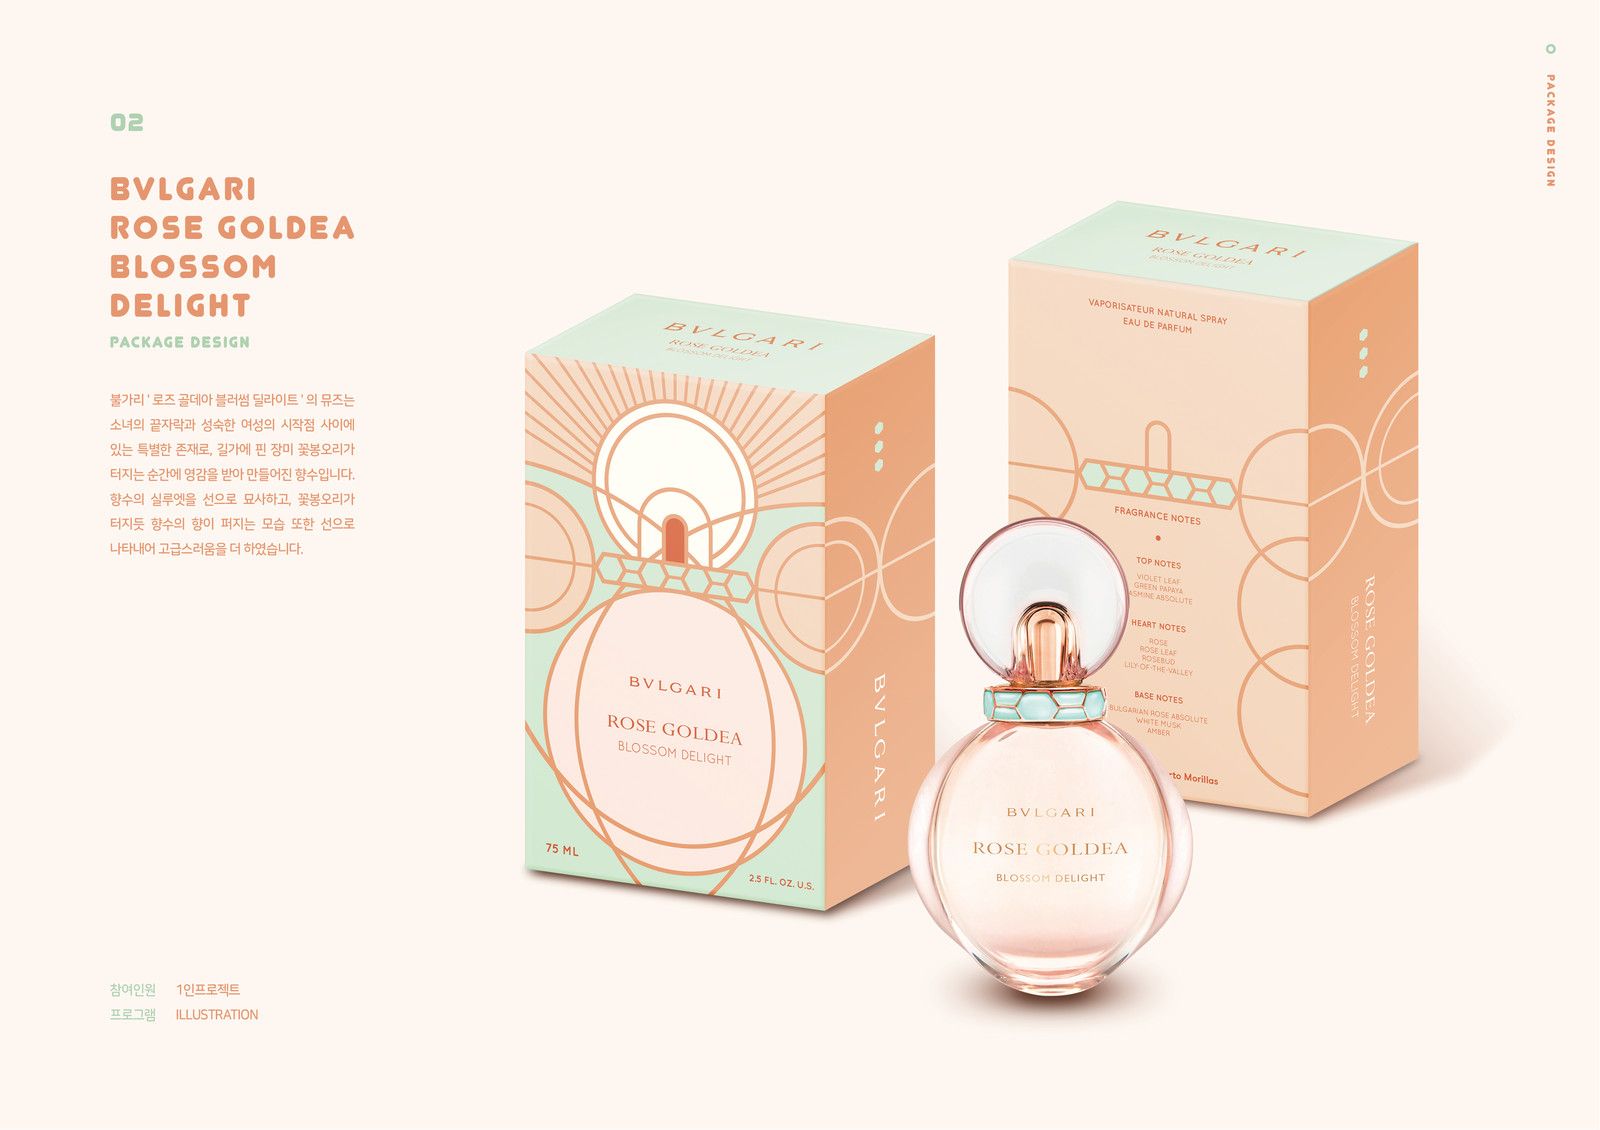 02
BVLGARI
ROSE GOLDEA
BLOSSOM
DELIGHT
PACKAGE DESIGN
불가리 ' 로즈 골데아 블러썸 딜라이트 ' 의 뮤즈는
소녀의 끝자락과 성숙한 여성의 시작점 사이에
있는 특별한 존재로, 길가에 핀 장미 꽃봉오리가
터지는 순간에 영감을 받아 만들어진 향수입니다.
향수의 실루엣을 선으로 묘사하고, 꽃봉오리가
터지듯 향수의 향이 퍼지는 모습 또한 선으로
나타내어 고급스러움을 더 하였습니다.
참여인원 1인프로젝트
프로그램 ILLUSTRATION
BVLGARI
ROSE GOLDEA
BLOSSOM DELIGHT
BVLGARI
ROSE GOLDEA
BLOSSOM DELIGHT
75 ML
2.5 FL. OZ. U.S.
BVLGARI
BVLGARI
ROSE GOLDEA
BLOSSOM DELIGHT
VAPORISATEUR NATURAL SPRAY
EAU DE PARFUM
FRAGRANCE NOTES
TOP NOTES
VIOLET LEAF
GREEN PAPAYA
ASMINE ABSOLUTE
HEART NOTES
ROSE
ROSE LEAF
ROSEBUD
LILY-OF-THE-VALLEY
BASE NOTES
BULGARIAN ROSE ABSOLUTE
WHITE MUSK
AMBER
rto Morillas
ROSE GOLDEA
BLOSSOM DELIGHT
BVLGARI
ROSE GOLDEA
BLOSSOM DELIGHT
PACKAGE DESIGN